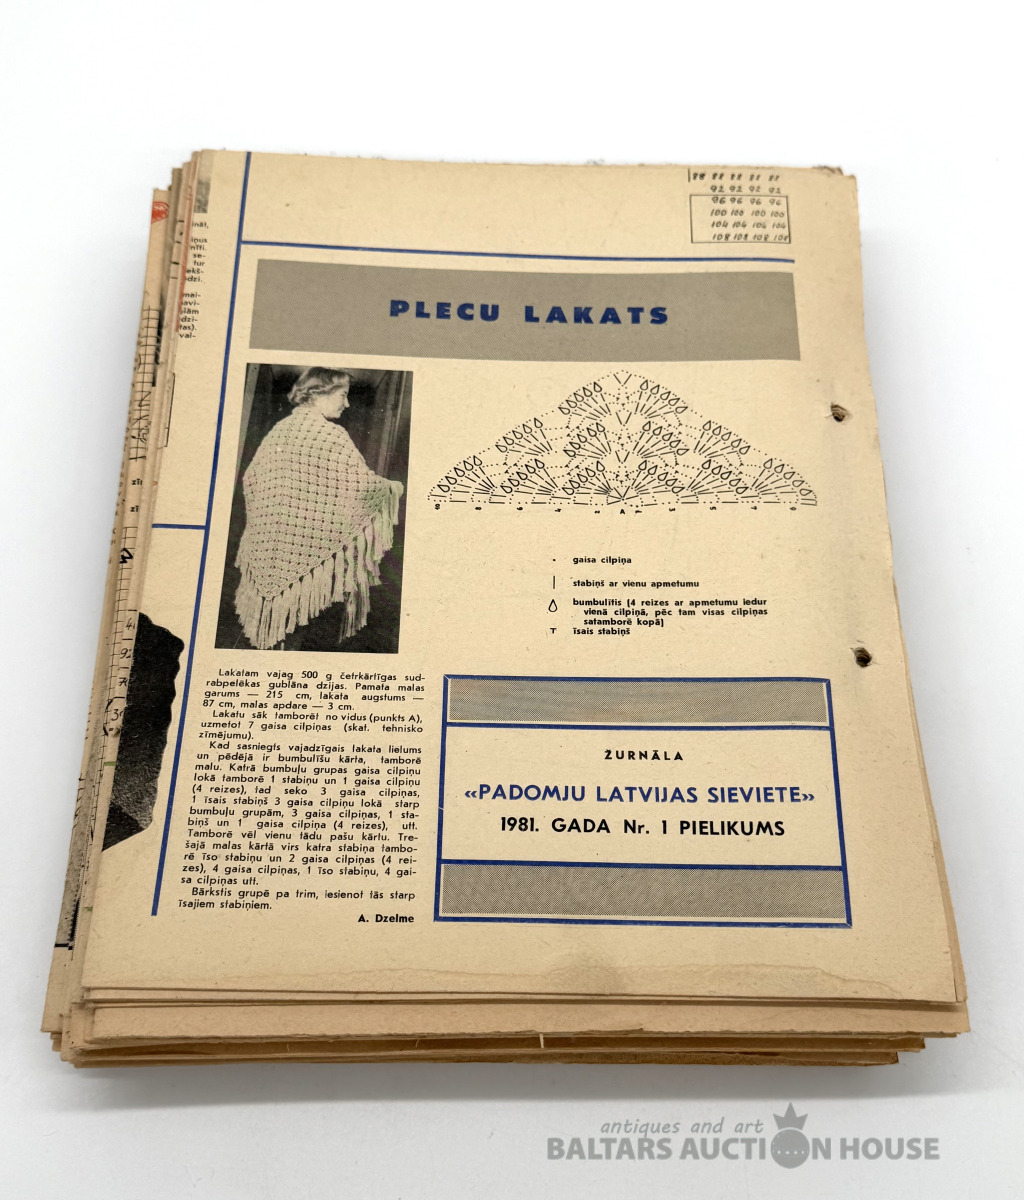 88 88 88 88 88
92 92 92 92
96 96 96 96
100 100 100 100
104 104 104 104
108 108 108 108
PLECU LAKATS
gaisa cilpiņa
stabiņš ar vienu apmetumu
bumbulītis (4 reizes ar apmetumu iedur
vienā cilpiņā, pēc tam visas cilpiņas
satamborē kopā)
īsais stabiņš
Lakatam vajag 500 g četrkārtīgas sud-
rabpelēkas gublāna dzijas. Pamata malas
garums — 215 cm, lakata augstums —
87 cm, malas apdare — 3 cm.
Lakatu sāk tamborēt no vidus (punkts A),
uzmetot 7 gaisa cilpiņas (skat. tehnisko
zīmējumu).
Kad sasniegts vajadzīgais lakata lielums
un pēdējā ir bumbulīšu kārta, tamborē
malu. Katrā bumbuļu grupas gaisa cilpiņu
lokā tamborē 1 stabiņu un 1 gaisa cilpiņu
(4 reizes), tad seko 3 gaisa cilpiņas,
1 īsais stabiņš 3 gaisa cilpiņu lokā starp
bumbuļu grupām, 3 gaisa cilpiņas, 1 sta-
biņš un 1 gaisa cilpiņa (4 reizes), utt.
Tamborē vēl vienu tādu pašu kārtu. Tre-
šajā malas kārtā virs katra stabiņa tambo-
rē īso stabiņu un 2 gaisa cilpiņas (4 rei-
zes), 4 gaisa cilpiņas, 1 īso stabiņu, 4 gai-
sa cilpiņas utt.
Bārkstis grupē pa trim, iesienot tās starp
īsajiem stabiņiem.
A. Dzelme
ŽURNĀLA
«PADOMJU LATVIJAS SIEVIETE»
1981. GADA Nr. 1 PIELIKUMS
antiques and art
BALTARS AUCTION HOUSE